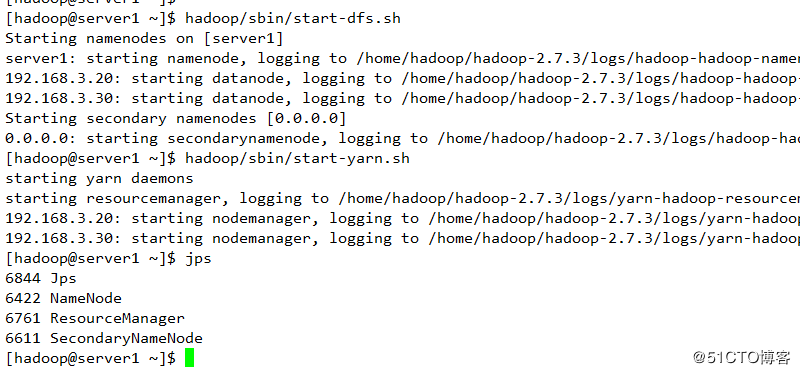 [hadoop@server1 ~]$ hadoop/sbin/start-dfs.sh
Starting namenodes on [server1]
server1: starting namenode, logging to /home/hadoop/hadoop-2.7.3/logs/hadoop-hadoop-name
192.168.3.20: starting datanode, logging to /home/hadoop/hadoop-2.7.3/logs/hadoop-hadoop
192.168.3.30: starting datanode, logging to /home/hadoop/hadoop-2.7.3/logs/hadoop-hadoop
Starting secondary namenodes [0.0.0.0]
0.0.0.0: starting secondarynamenode, logging to /home/hadoop/hadoop-2.7.3/logs/hadoop-had
[hadoop@server1 ~]$ hadoop/sbin/start-yarn.sh
starting yarn daemons
starting resourcemanager, logging to /home/hadoop/hadoop-2.7.3/logs/yarn-hadoop-resourcem
192.168.3.20: starting nodemanager, logging to /home/hadoop/hadoop-2.7.3/logs/yarn-hadoop
192.168.3.30: starting nodemanager, logging to /home/hadoop/hadoop-2.7.3/logs/yarn-hadoop
[hadoop@server1 ~]$ jps
6844 Jps
6422 NameNode
6761 ResourceManager
6611 SecondaryNameNode
[hadoop@server1 ~]$
@51CTO博客